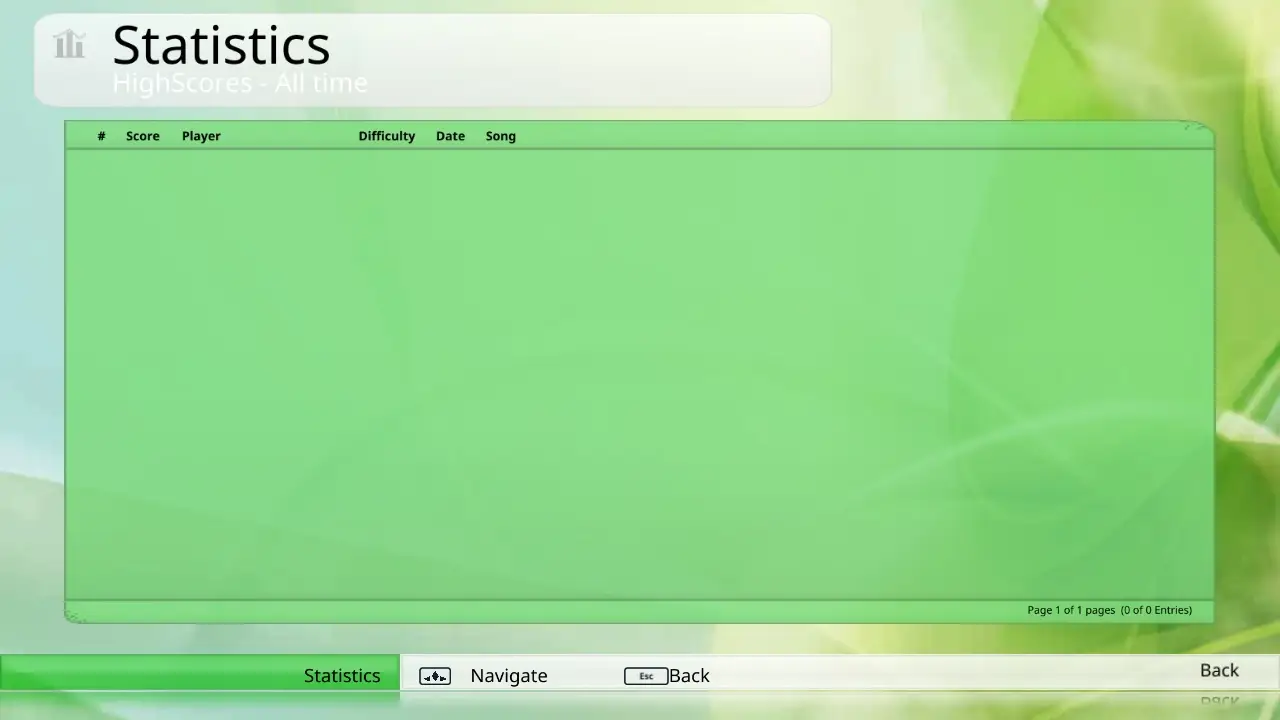 Statistics
HighScores - All time
# Score Player Difficulty Date Song
Page 1 of 1 pages (0 of 0 Entries)
Statistics Navigate Esc Back Back